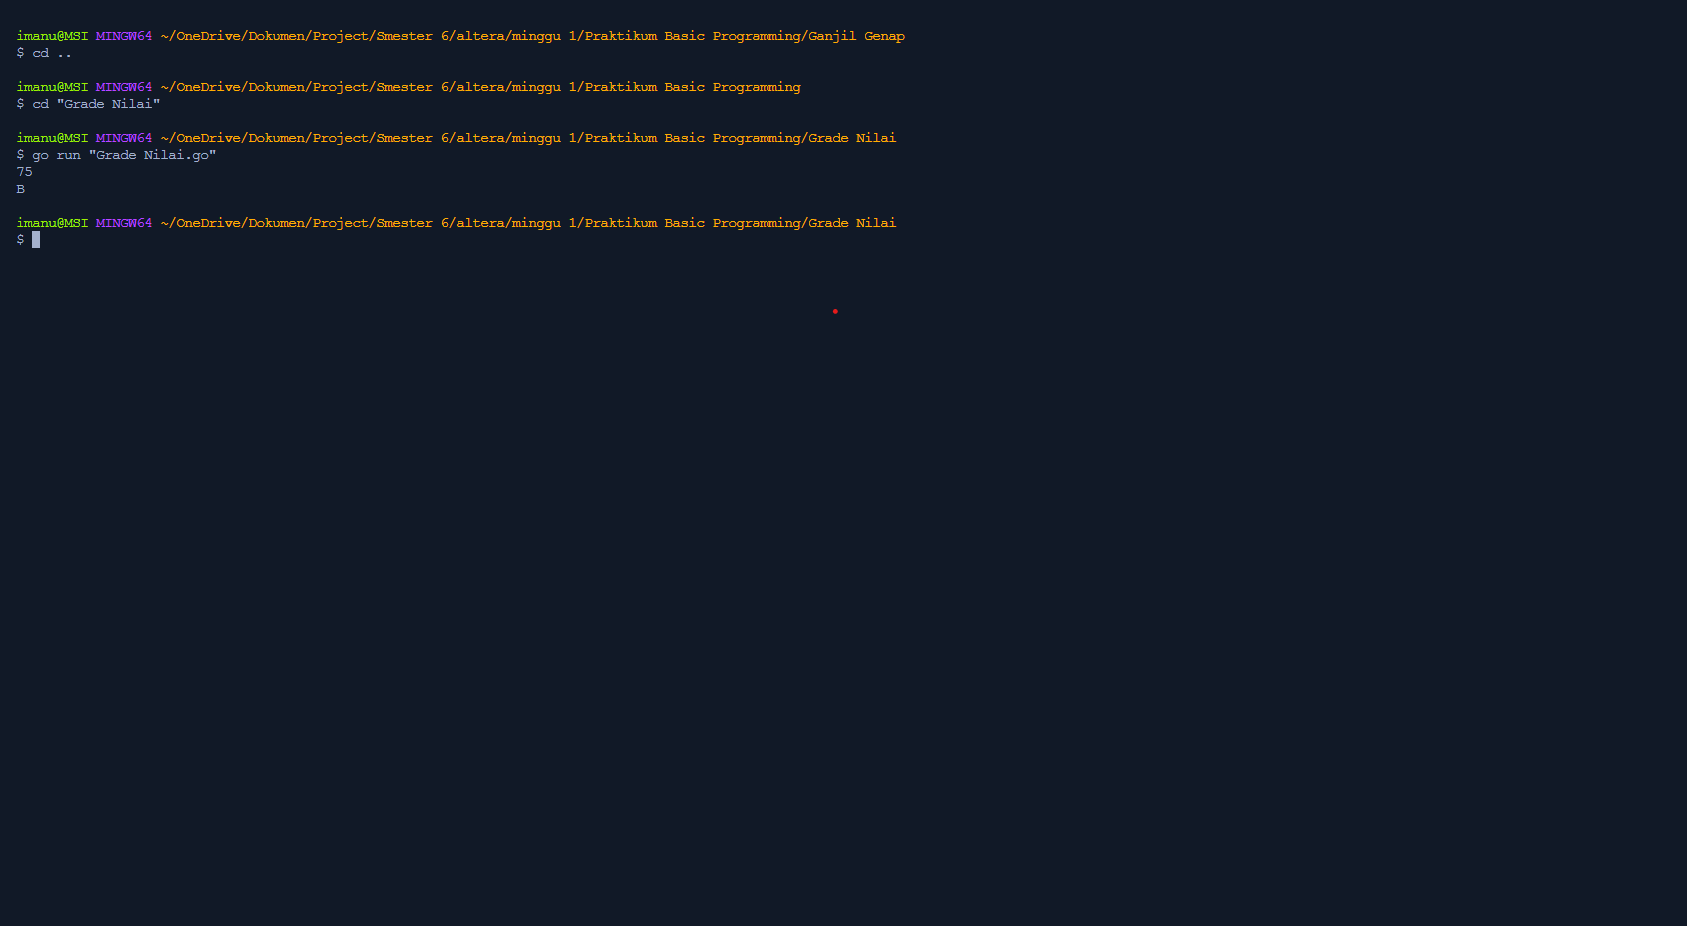 imanu@MSI MINGW64 ~/OneDrive/Dokumen/Project/Smester 6/altera/minggu 1/Praktikum Basic Programming/Ganjil Genap
$ cd ..
imanu@MSI MINGW64 ~/OneDrive/Dokumen/Project/Smester 6/altera/minggu 1/Praktikum Basic Programming
$ cd "Grade Nilai"
imanu@MSI MINGW64 ~/OneDrive/Dokumen/Project/Smester 6/altera/minggu 1/Praktikum Basic Programming/Grade Nilai
$ go run "Grade Nilai.go"
75
B
imanu@MSI MINGW64 ~/OneDrive/Dokumen/Project/Smester 6/altera/minggu 1/Praktikum Basic Programming/Grade Nilai
$